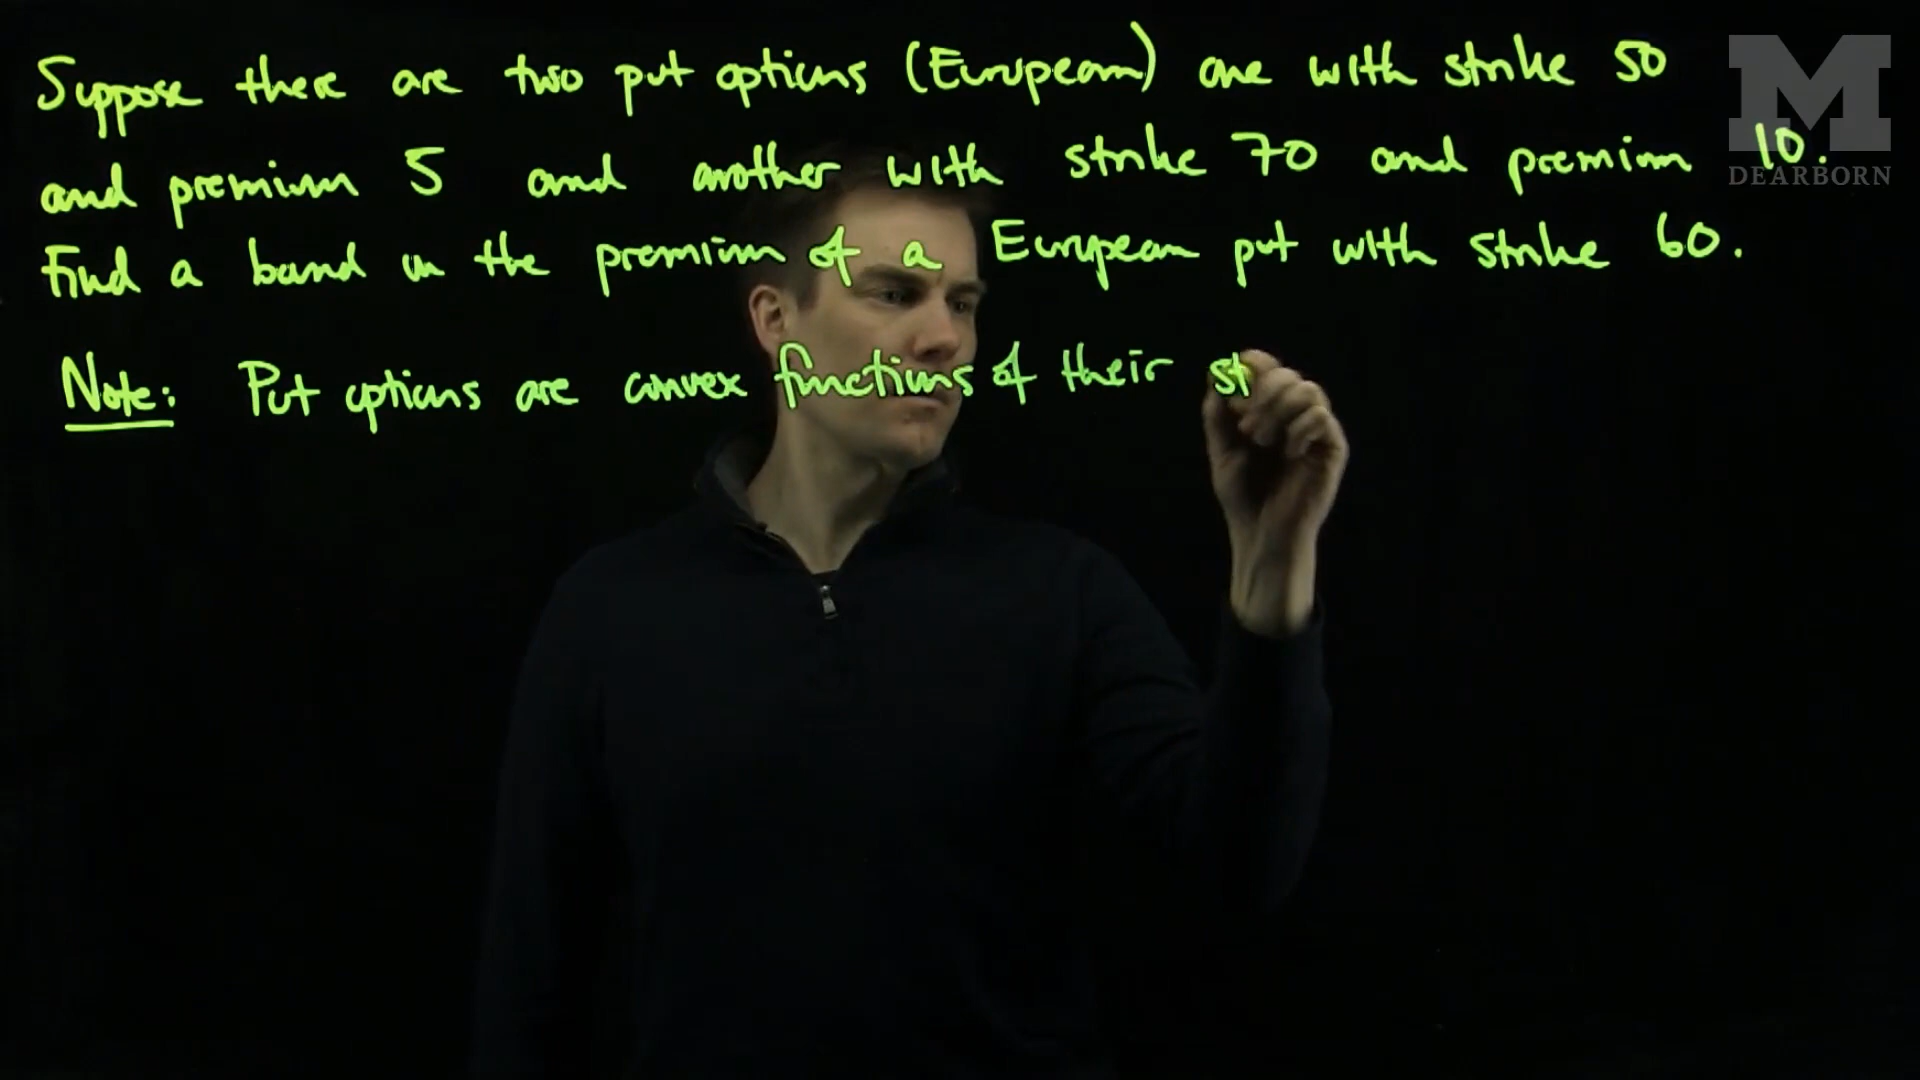 Suppose there are two put options (European) one with strike 50
and premium 5 and another with strike 70 and premium 10.
Find a bound on the premium of a European put with strike 60.
Note: Put options are convex functions of their st
M
DEARBORN